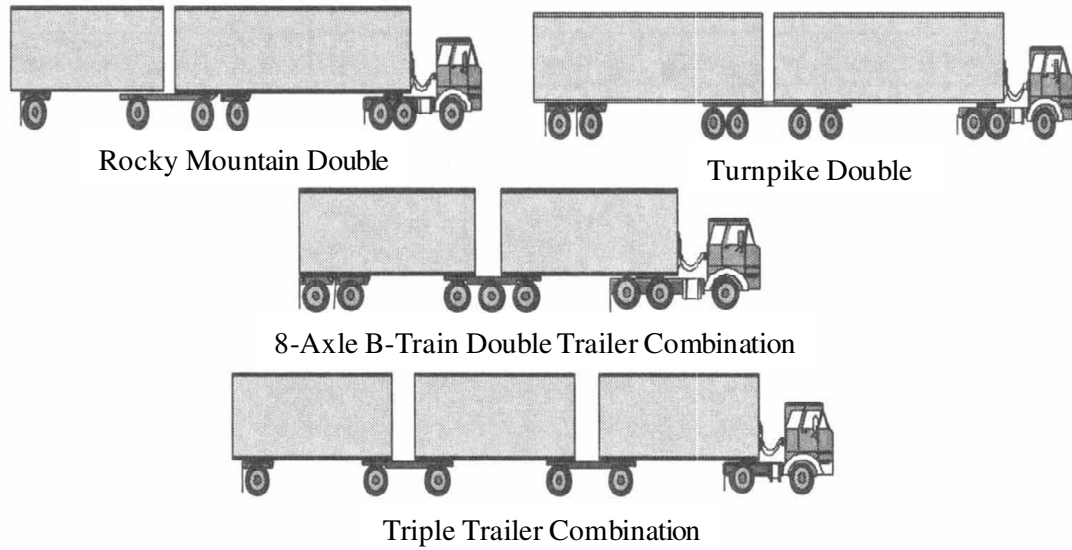 Rocky Mountain Double
Turnpike Double
8-Axle B-Train Double Trailer Combination
Triple Trailer Combination